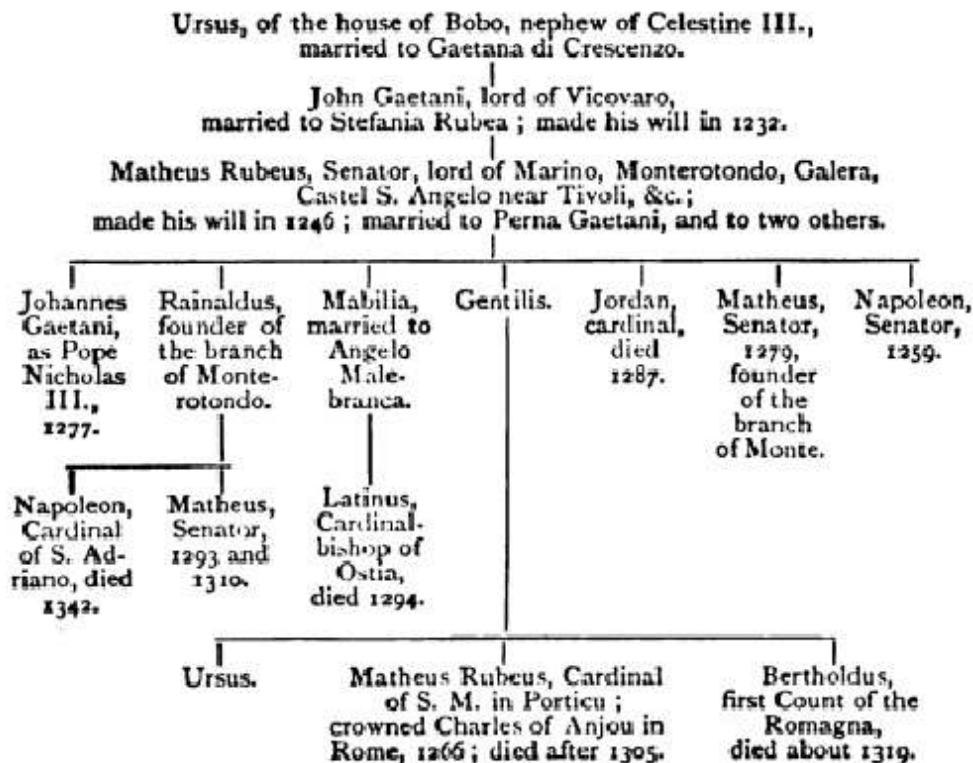 Ursus, of the house of Bobo, nephew of Celestine III.,
married to Gaetana di Crescenzo.
John Gaetani, lord of Vicovaro,
married to Stefania Rubea ; made his will in 1232.
Matheus Rubeus, Senator, lord of Marino, Monterotondo, Galera,
Castel S. Angelo near Tivoli, &c.;
made his will in 1246 ; married to Perna Gaetani, and to two others.
Johannes
Gaetani,
as Pope
Nicholas
III.,
1277.
Rainaldus,
founder of
the branch
of Monte-
rotondo.
Mabilia,
married to
Angelo
Male-
branca.
Gentilis.
Jordan,
cardinal,
died
1287.
Matheus,
Senator,
1279,
founder
of the
branch
of Monte.
Napoleon,
Senator,
1259.
Napoleon,
Cardinal
of S. Ad-
riano, died
1342.
Matheus,
Senator,
1293 and
1310.
Latinus,
Cardinal-
bishop of
Ostia,
died 1294.
Ursus.
Matheus Rubeus, Cardinal
of S. M. in Porticu ;
crowned Charles of Anjou in
Rome, 1266 ; died after 1305.
Bertholdus,
first Count of the
Romagna,
died about 1319.